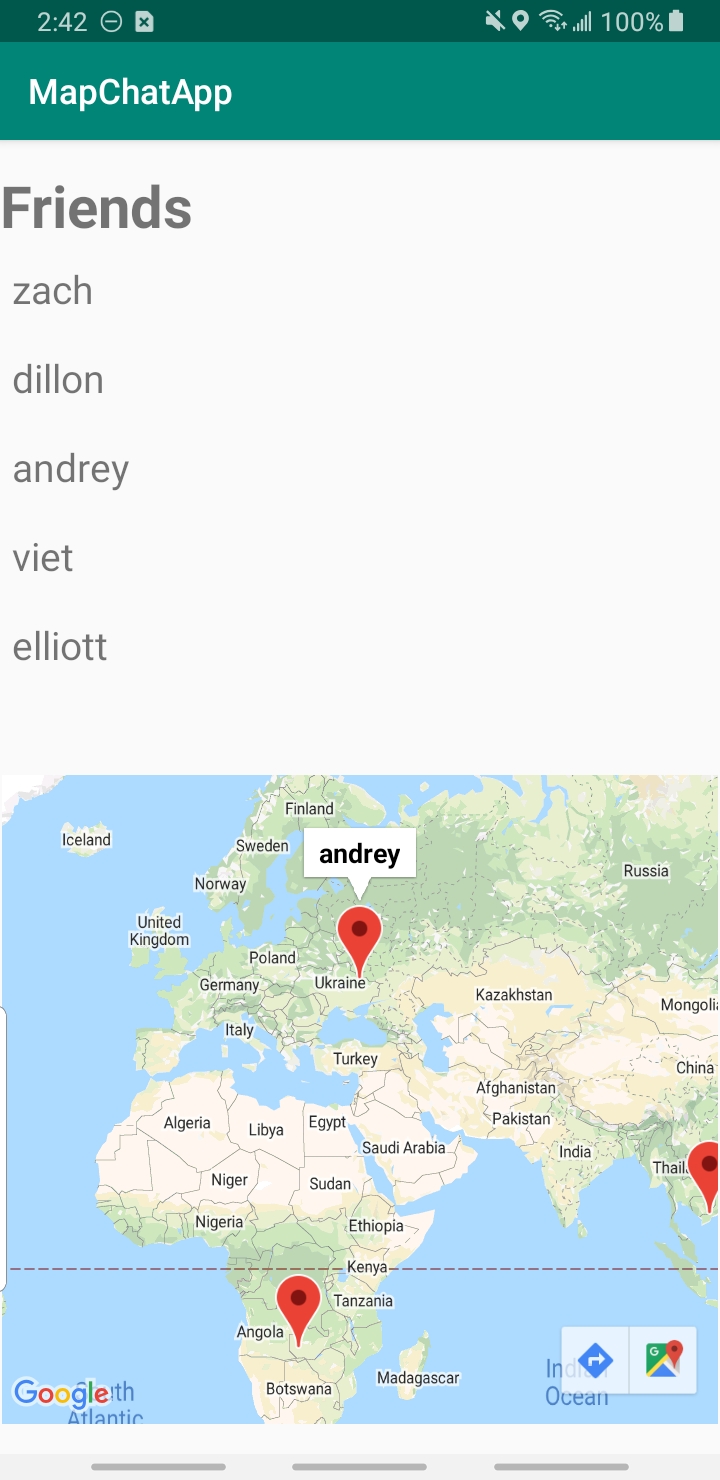 2:42 100%
MapChatApp
Friends
zach
dillon
andrey
viet
elliott
Finland
Iceland
Sweden
andrey
Russia
Norway
United
Kingdom
Poland
Germany
Ukraine
Kazakhstan
Mongolia
Italy
Turkey
China
Afghanistan
Algeria
Libya
Egypt
Pakistan
Saudi Arabia
India
Thail
Niger
Sudan
Nigeria
Ethiopia
Kenya
Tanzania
Angola
Madagascar
Botswana
Indian
Ocean
Google
Atlantic